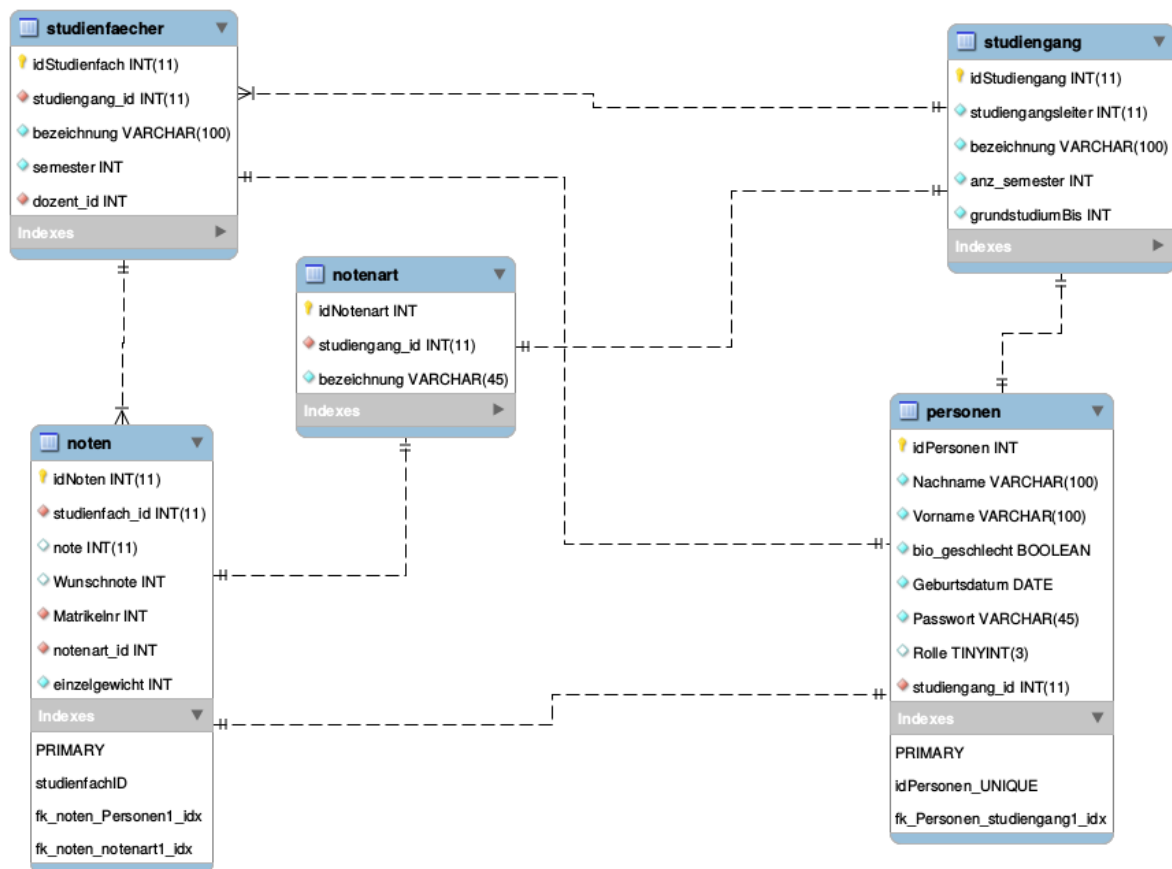 studienfaecher
idStudienfach INT(11)
studiengang_id INT(11)
bezeichnung VARCHAR(100)
semester INT
dozent_id INT
Indexes
studiengang
idStudiengang INT(11)
studiengangsleiter INT(11)
bezeichnung VARCHAR(100)
anz_semester INT
grundstudiumBis INT
Indexes
notenart
idNotenart INT
studiengang_id INT(11)
bezeichnung VARCHAR(45)
Indexes
noten
idNoten INT(11)
studienfach_id INT(11)
note INT(11)
Wunschnote INT
Matrikelnr INT
notenart_id INT
einzelgewicht INT
Indexes
PRIMARY
studienfachID
fk_noten_Personen1_idx
fk_noten_notenart1_idx
personen
idPersonen INT
Nachname VARCHAR(100)
Vorname VARCHAR(100)
bio_geschlecht BOOLEAN
Geburtsdatum DATE
Passwort VARCHAR(45)
Rolle TINYINT(3)
studiengang_id INT(11)
Indexes
PRIMARY
idPersonen_UNIQUE
fk_Personen_studiengang1_idx